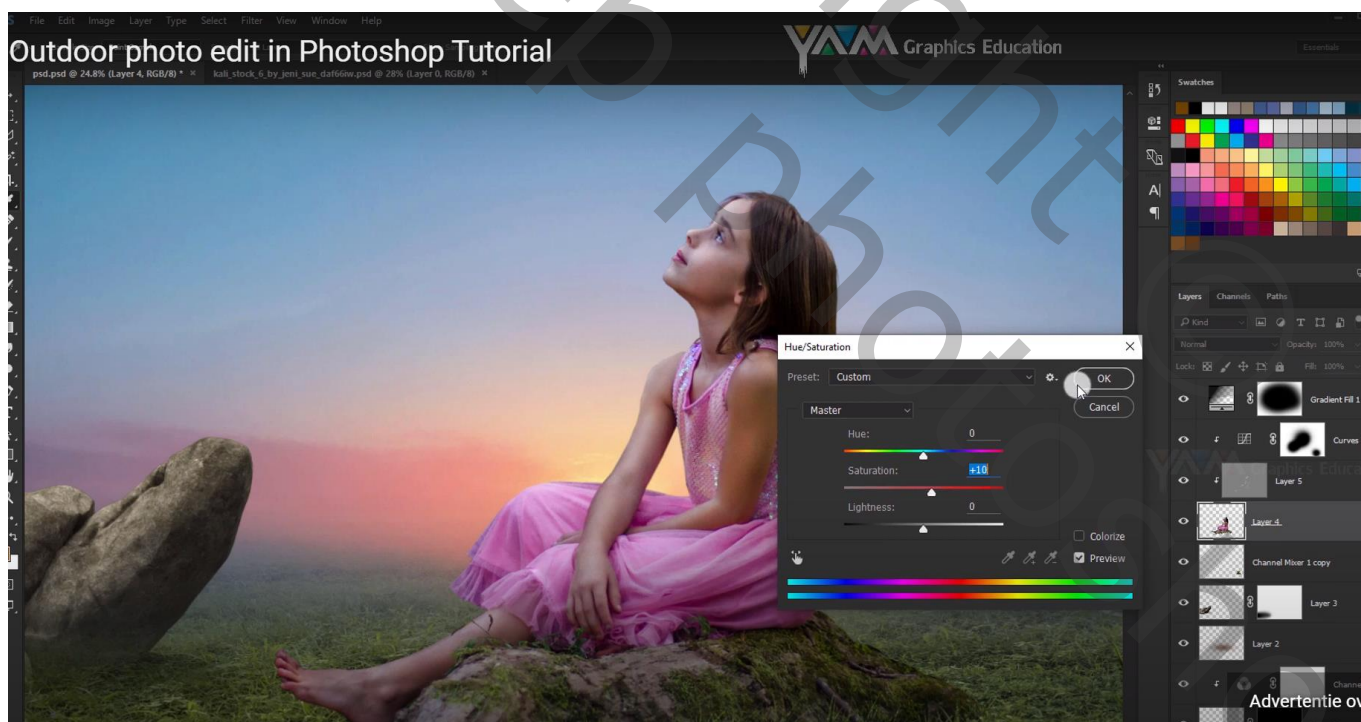 File Edit Image Layer Type Select Filter View Window Help
Outdoor photo edit in Photoshop Tutorial
YAM Graphics Education
Essentials
psd.psd @ 24.8% (Layer 4, RGB/8) * × kali_stock_6_by_jeni_sue_daf66iw.psd @ 28% (Layer 0, RGB/8) ×
Swatches
Layers Channels Paths
Kind
Normal Opacity: 100%
Lock: Fill: 100%
Gradient Fill 1
Curves
Layer 5
Layer 4
Channel Mixer 1 copy
Layer 3
Layer 2
Channe
Advertentie ov
Hue/Saturation
Preset: Custom
OK
Cancel
Master
Hue: 0
Saturation: +10
Lightness: 0
Colorize
Preview